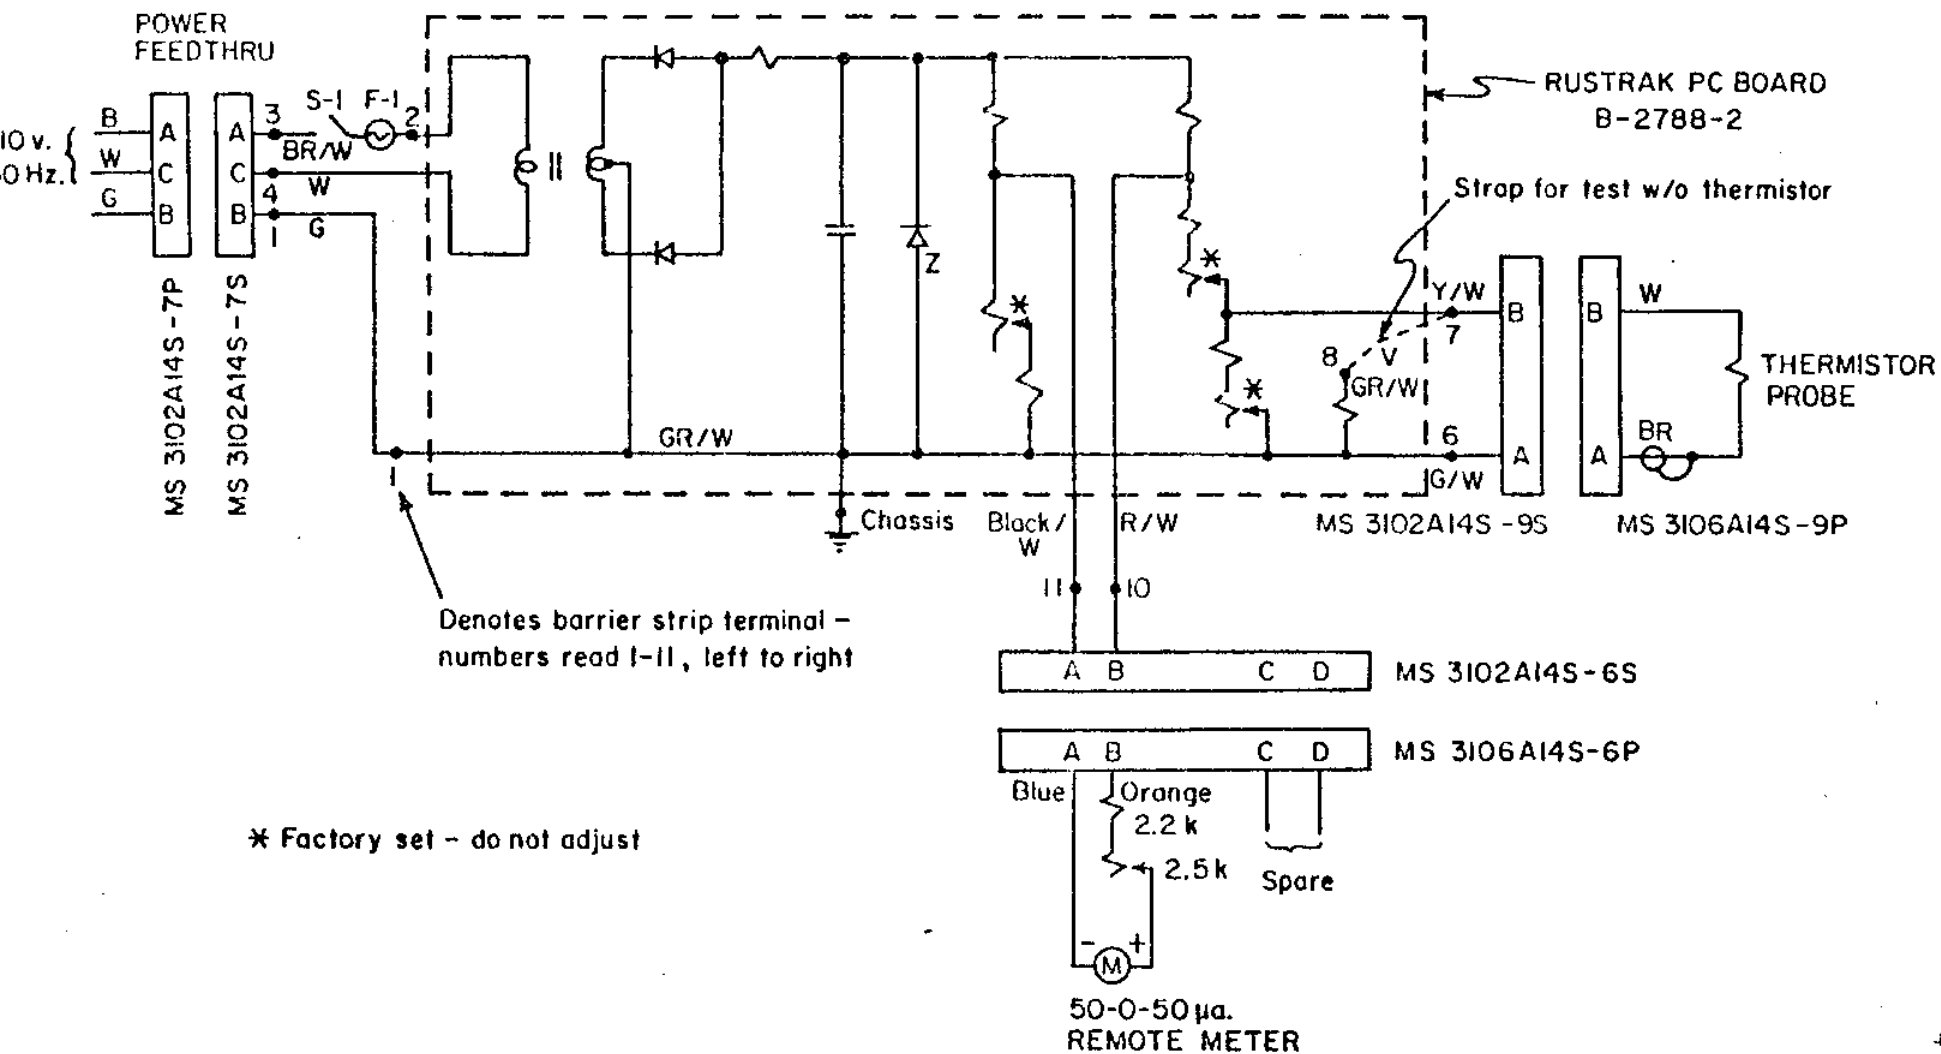 POWER
FEEDTHRU
10 v.
0 Hz.
B
W
G
A
C
B
A
C
B
3
4
1
S-1
F-1
2
BR/W
W
G
MS 3102A14S-7P
MS 3102A14S-7S
Z
GR/W
*
*
*
RUSTRAK PC BOARD
B-2788-2
Strap for test w/o thermistor
Y/W
7
8
V
GR/W
6
G/W
B
A
B
A
W
BR
THERMISTOR
PROBE
MS 3102A14S-9S
MS 3106A14S-9P
1
Chassis
Black/
W
R/W
11
10
Denotes barrier strip terminal -
numbers read 1-11, left to right
A B C D
MS 3102A14S-6S
A B C D
MS 3106A14S-6P
Blue
Orange
2.2 k
2.5 k
Spare
* Factory set - do not adjust
- +
M
50-0-50 µa.
REMOTE METER